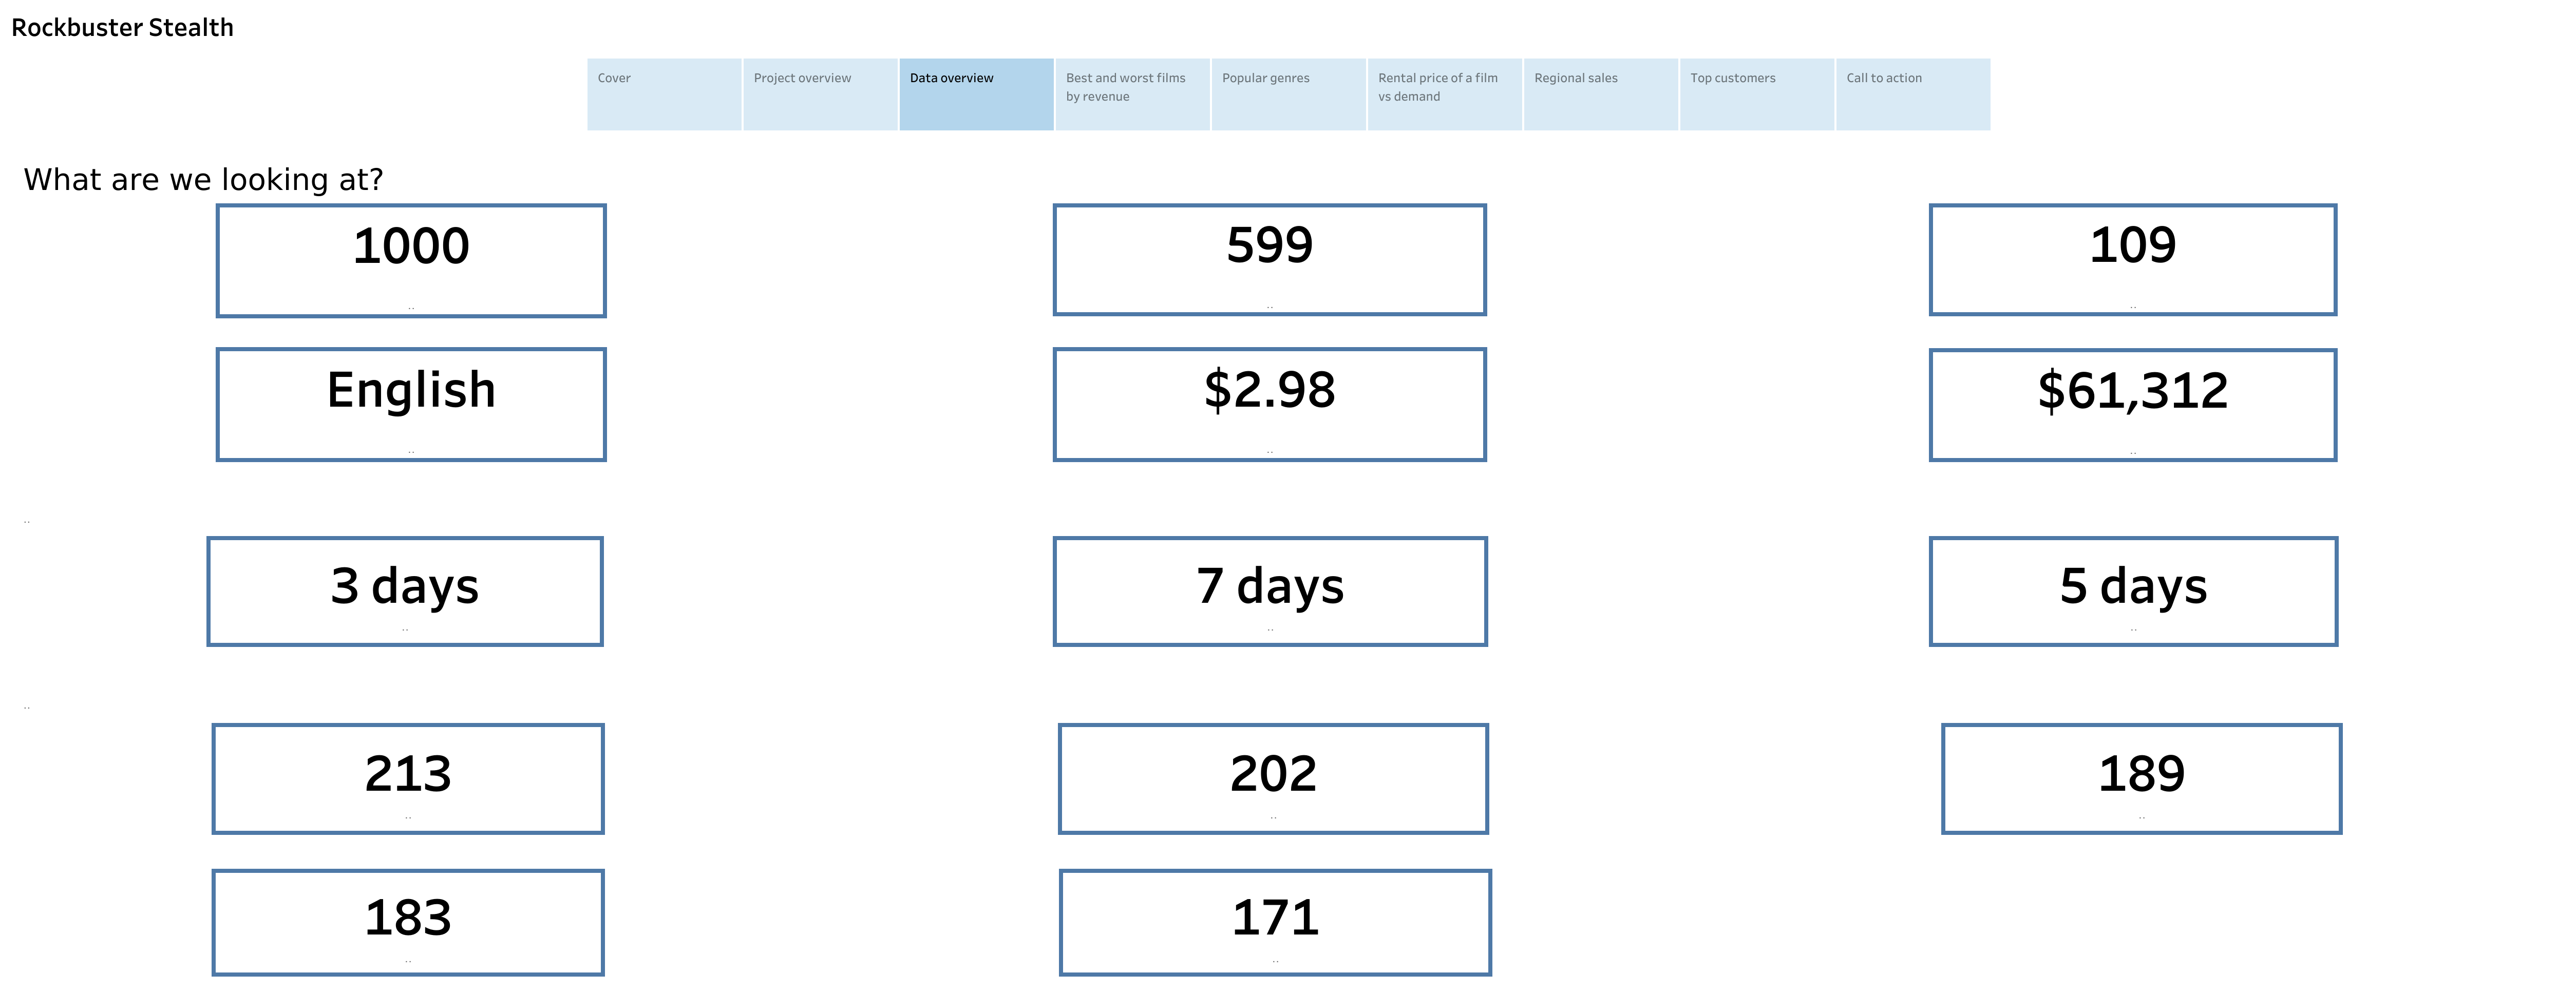 Rockbuster Stealth
Cover
Project overview
Data overview
Best and worst films
by revenue
Popular genres
Rental price of a film
vs demand
Regional sales
Top customers
Call to action
What are we looking at?
1000
..
599
..
109
..
English
..
$2.98
..
$61,312
..
..
3 days
..
7 days
..
5 days
..
..
213
..
202
..
189
..
183
..
171
..